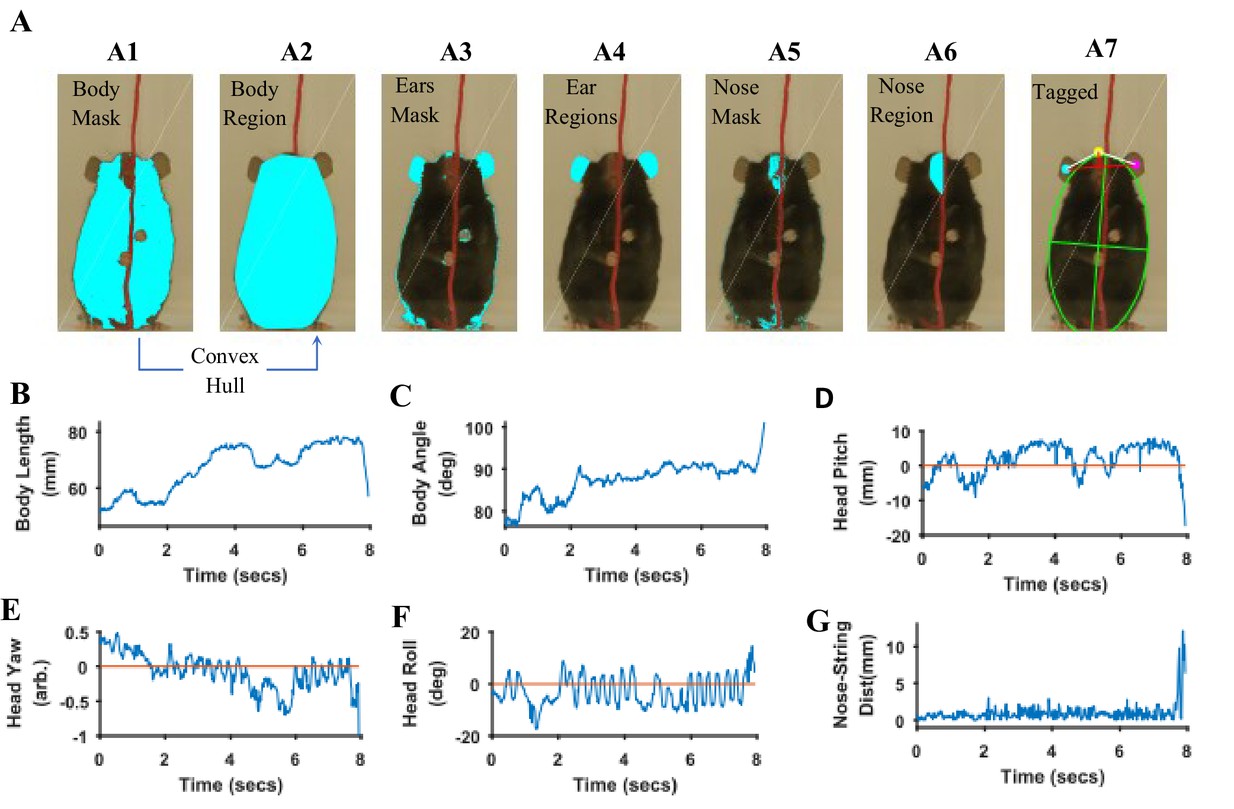 A
A1 A2 A3 A4 A5 A6 A7
Body
Mask
Body
Region
Ears
Mask
Ear
Regions
Nose
Mask
Nose
Region
Tagged
Convex
Hull
B
Body Length
(mm)
80
60
0 2 4 6 8
Time (secs)
C
Body Angle
(deg)
100
90
80
0 2 4 6 8
Time (secs)
D
Head Pitch
(mm)
10
0
-10
-20
0 2 4 6 8
Time (secs)
E
Head Yaw
(arb.)
0.5
0
-0.5
-1
0 2 4 6 8
Time (secs)
F
Head Roll
(deg)
20
0
-20
0 2 4 6 8
Time (secs)
G
Nose-String
Dist(mm)
10
5
0
0 2 4 6 8
Time (secs)